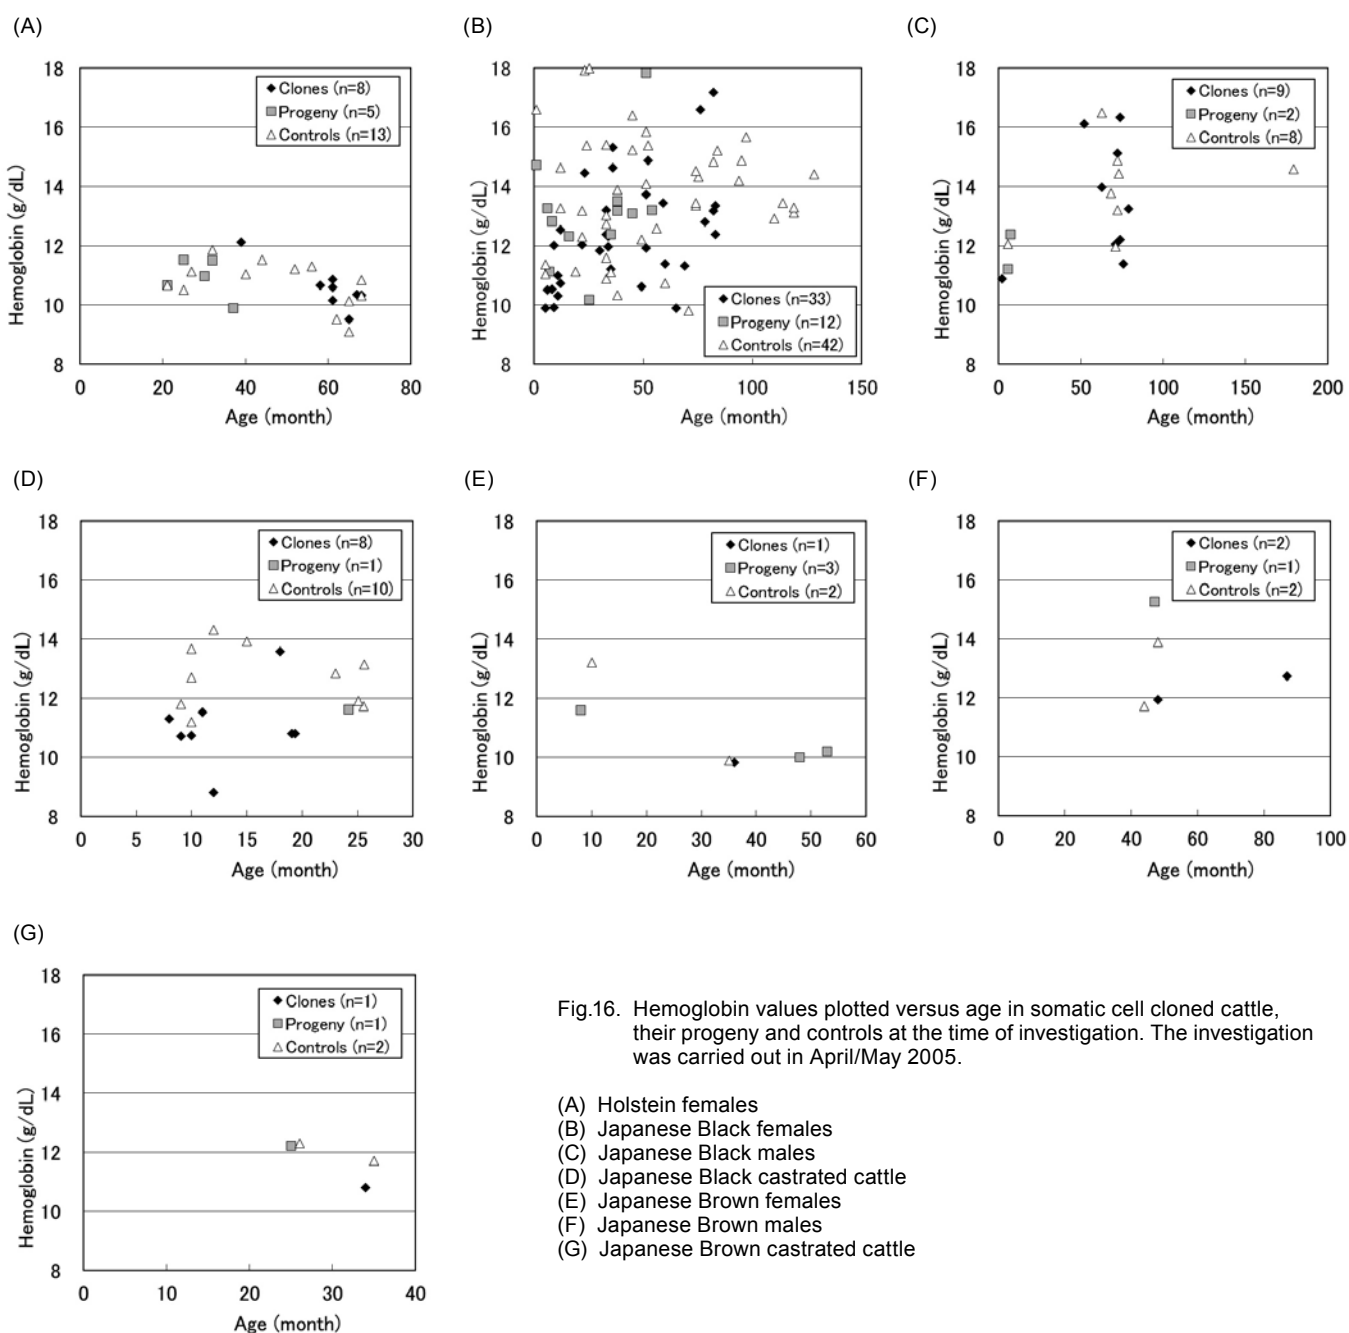 (A)
Hemoglobin (g/dL)
18
16
14
12
10
8
Clones (n=8)
Progeny (n=5)
Controls (n=13)
0 20 40 60 80
Age (month)
(B)
Hemoglobin (g/dL)
18
16
14
12
10
8
Clones (n=33)
Progeny (n=12)
Controls (n=42)
0 50 100 150
Age (month)
(C)
Hemoglobin (g/dL)
18
16
14
12
10
8
Clones (n=9)
Progeny (n=2)
Controls (n=8)
0 50 100 150 200
Age (month)
(D)
Hemoglobin (g/dL)
18
16
14
12
10
8
Clones (n=8)
Progeny (n=1)
Controls (n=10)
0 5 10 15 20 25 30
Age (month)
(E)
Hemoglobin (g/dL)
18
16
14
12
10
8
Clones (n=1)
Progeny (n=3)
Controls (n=2)
0 10 20 30 40 50 60
Age (month)
(F)
Hemoglobin (g/dL)
18
16
14
12
10
8
Clones (n=2)
Progeny (n=1)
Controls (n=2)
0 20 40 60 80 100
Age (month)
(G)
Hemoglobin (g/dL)
18
16
14
12
10
8
Clones (n=1)
Progeny (n=1)
Controls (n=2)
0 10 20 30 40
Age (month)
Fig.16. Hemoglobin values plotted versus age in somatic cell cloned cattle,
their progeny and controls at the time of investigation. The investigation
was carried out in April/May 2005.
(A) Holstein females
(B) Japanese Black females
(C) Japanese Black males
(D) Japanese Black castrated cattle
(E) Japanese Brown females
(F) Japanese Brown males
(G) Japanese Brown castrated cattle